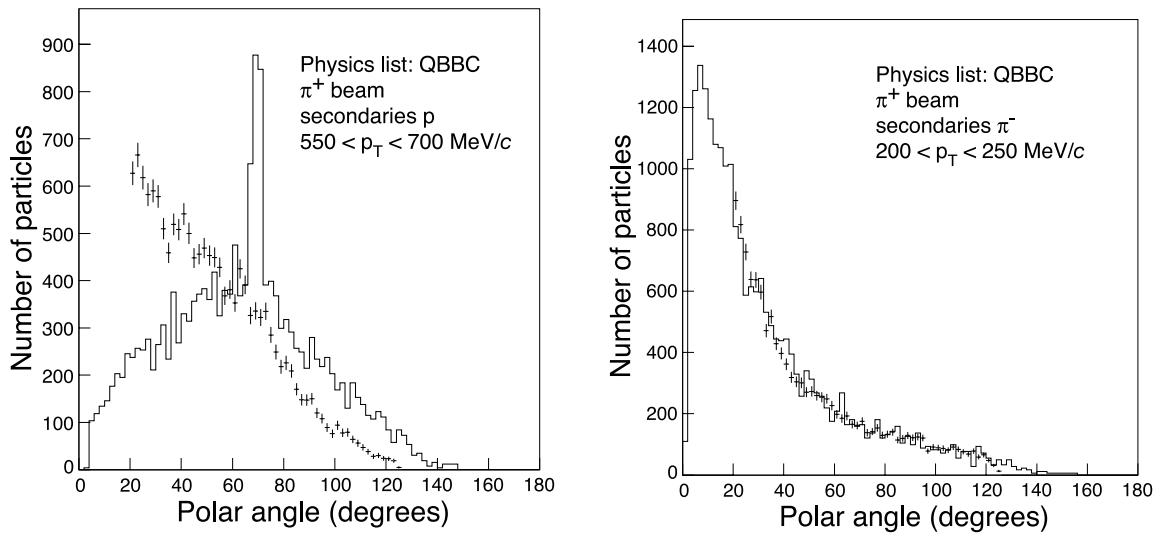 900
800
700
600
500
400
300
200
100
0
Number of particles
Physics list: QBBC
π⁺ beam
secondaries p
550 < p_T < 700 MeV/c
20 40 60 80 100 120 140 160 180
Polar angle (degrees)
1400
1200
1000
800
600
400
200
0
Number of particles
Physics list: QBBC
π⁺ beam
secondaries π⁻
200 < p_T < 250 MeV/c
0 20 40 60 80 100 120 140 160 180
Polar angle (degrees)